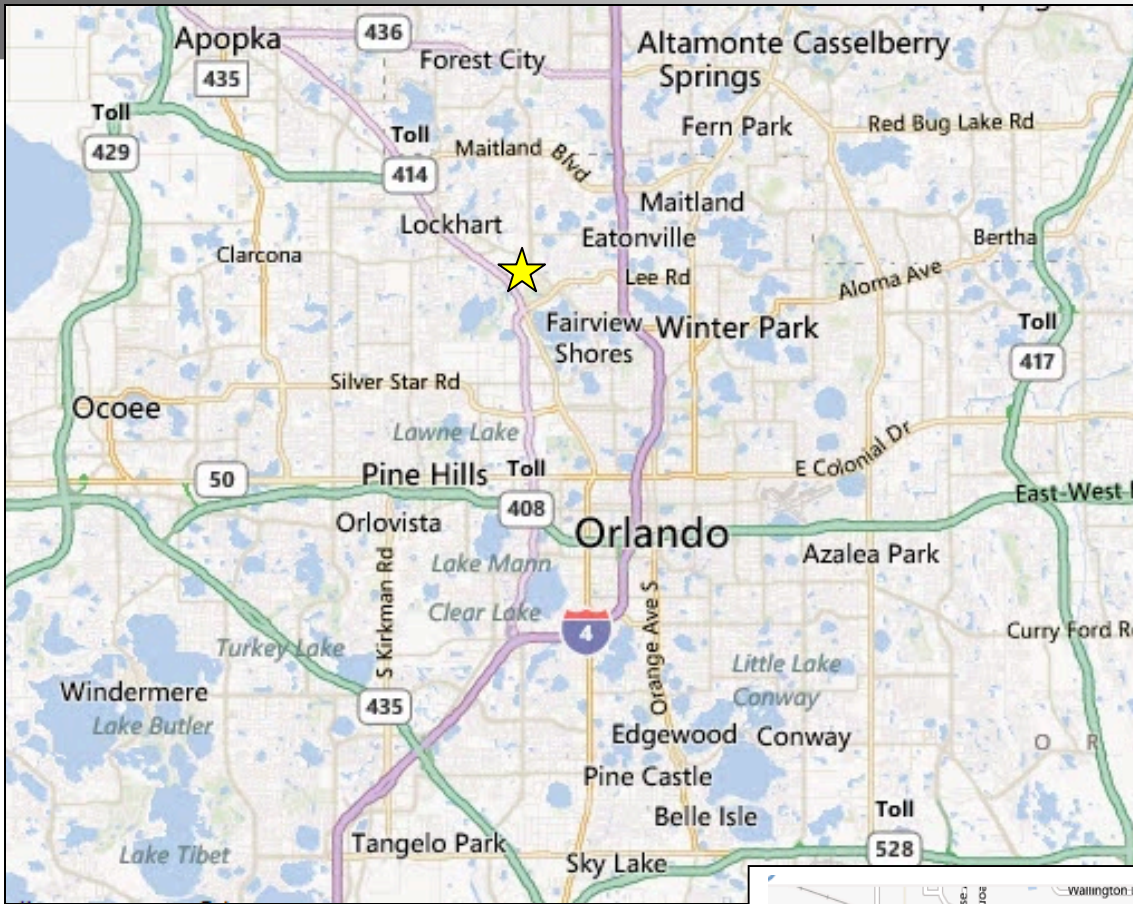 Apopka
436
Forest City
Altamonte
Springs
Casselberry
435
Toll
429
Toll
414
Maitland Blvd
Fern Park
Red Bug Lake Rd
Lockhart
Maitland
Eatonville
Bertha
Clarcona
Lee Rd
Aloma Ave
Fairview
Shores
Winter Park
Toll
417
Silver Star Rd
Ocoee
Lawne Lake
E Colonial Dr
50
Pine Hills
Toll
408
East-West
Orlovista
Orlando
Azalea Park
Lake Mann
S Kirkman Rd
Clear Lake
4
Orange Ave S
Curry Ford
Turkey Lake
Little Lake
Conway
Windermere
Lake Butler
435
Edgewood
Conway
O R
Pine Castle
Belle Isle
Toll
528
Tangelo Park
Lake Tibet
Sky Lake
Wallington